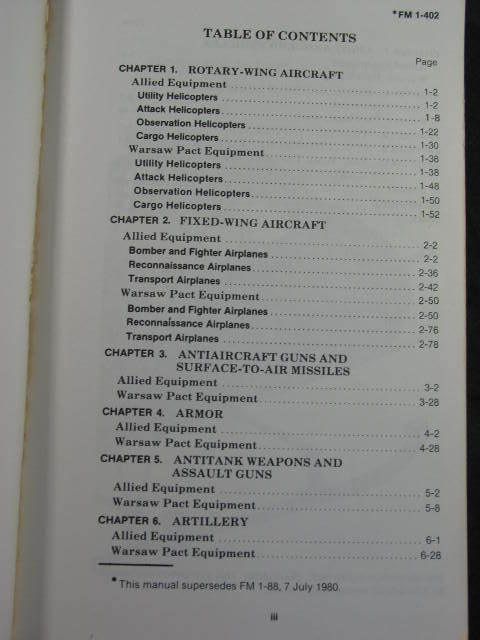 *FM 1-402
TABLE OF CONTENTS
Page
CHAPTER 1. ROTARY-WING AIRCRAFT
Allied Equipment 1-2
Utility Helicopters 1-2
Attack Helicopters 1-8
Observation Helicopters 1-22
Cargo Helicopters 1-30
Warsaw Pact Equipment 1-38
Utility Helicopters 1-38
Attack Helicopters 1-48
Observation Helicopters 1-50
Cargo Helicopters 1-52
CHAPTER 2. FIXED-WING AIRCRAFT
Allied Equipment 2-2
Bomber and Fighter Airplanes 2-2
Reconnaissance Airplanes 2-36
Transport Airplanes 2-42
Warsaw Pact Equipment 2-50
Bomber and Fighter Airplanes 2-50
Reconnaissance Airplanes 2-76
Transport Airplanes 2-78
CHAPTER 3. ANTIAIRCRAFT GUNS AND
SURFACE-TO-AIR MISSILES
Allied Equipment 3-2
Warsaw Pact Equipment 3-28
CHAPTER 4. ARMOR
Allied Equipment 4-2
Warsaw Pact Equipment 4-28
CHAPTER 5. ANTITANK WEAPONS AND
ASSAULT GUNS
Allied Equipment 5-2
Warsaw Pact Equipment 5-8
CHAPTER 6. ARTILLERY
Allied Equipment 6-1
Warsaw Pact Equipment 6-28
*This manual supersedes FM 1-88, 7 July 1980.
iii